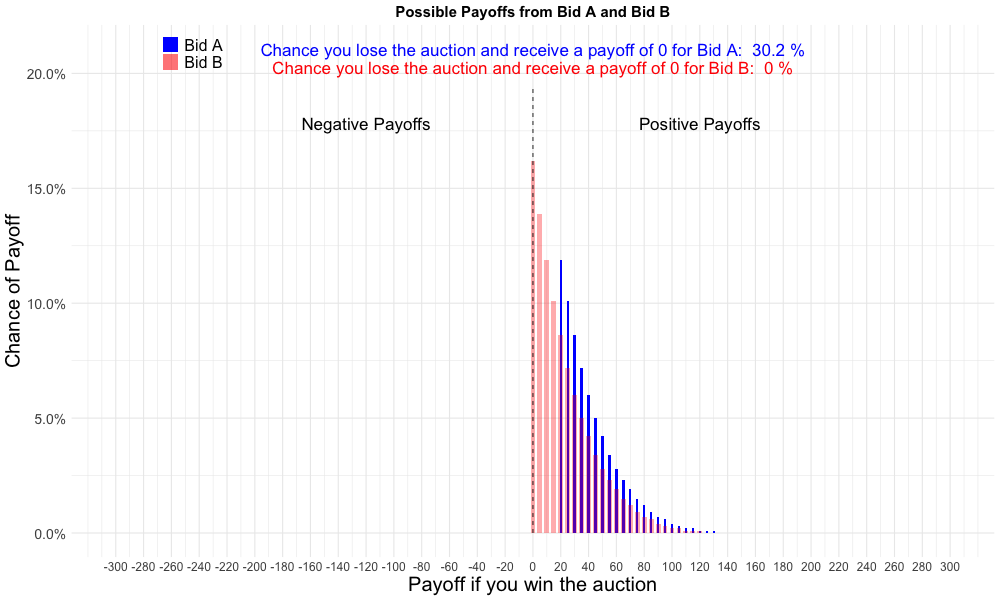 Possible Payoffs from Bid A and Bid B
Bid A
Bid B
Chance you lose the auction and receive a payoff of 0 for Bid A:  30.2 %
Chance you lose the auction and receive a payoff of 0 for Bid B:  0 %
Negative Payoffs
Positive Payoffs
Chance of Payoff
20.0%
15.0%
10.0%
5.0%
0.0%
-300 -280 -260 -240 -220 -200 -180 -160 -140 -120 -100 -80 -60 -40 -20 0 20 40 60 80 100 120 140 160 180 200 220 240 260 280 300
Payoff if you win the auction